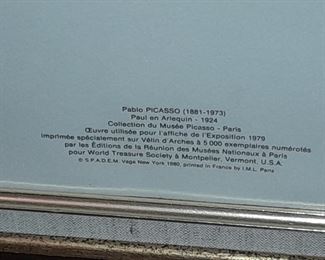 Pablo PICASSO (1881-1973)
Paul en Arlequin - 1924
Collection du Musée Picasso - Paris
Œuvre utilisée pour l'affiche de l'Exposition 1979
imprimée spécialement sur Vélin d'Arches à 5 000 exemplaires numérotés
par les Éditions de la Réunion des Musées Nationaux à Paris
pour World Treasure Society à Montpelier, Vermont. U.S.A.
© S.P.A.D.E.M. Vaga New York 1980, printed in France by I.M.L. Paris